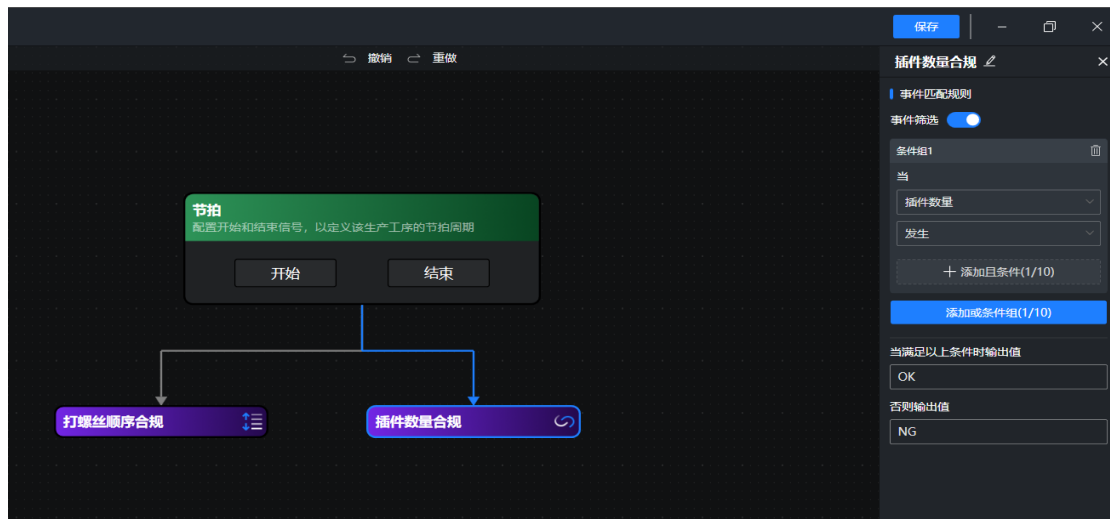 保存
撤销 重做
插件数量合规
事件匹配规则
事件筛选
条件组1
当
插件数量
发生
添加且条件(1/10)
添加或条件组(1/10)
当满足以上条件时输出值
OK
否则输出值
NG
节拍
配置开始和结束信号，以定义该生产工序的节拍周期
开始 结束
打螺丝顺序合规
插件数量合规